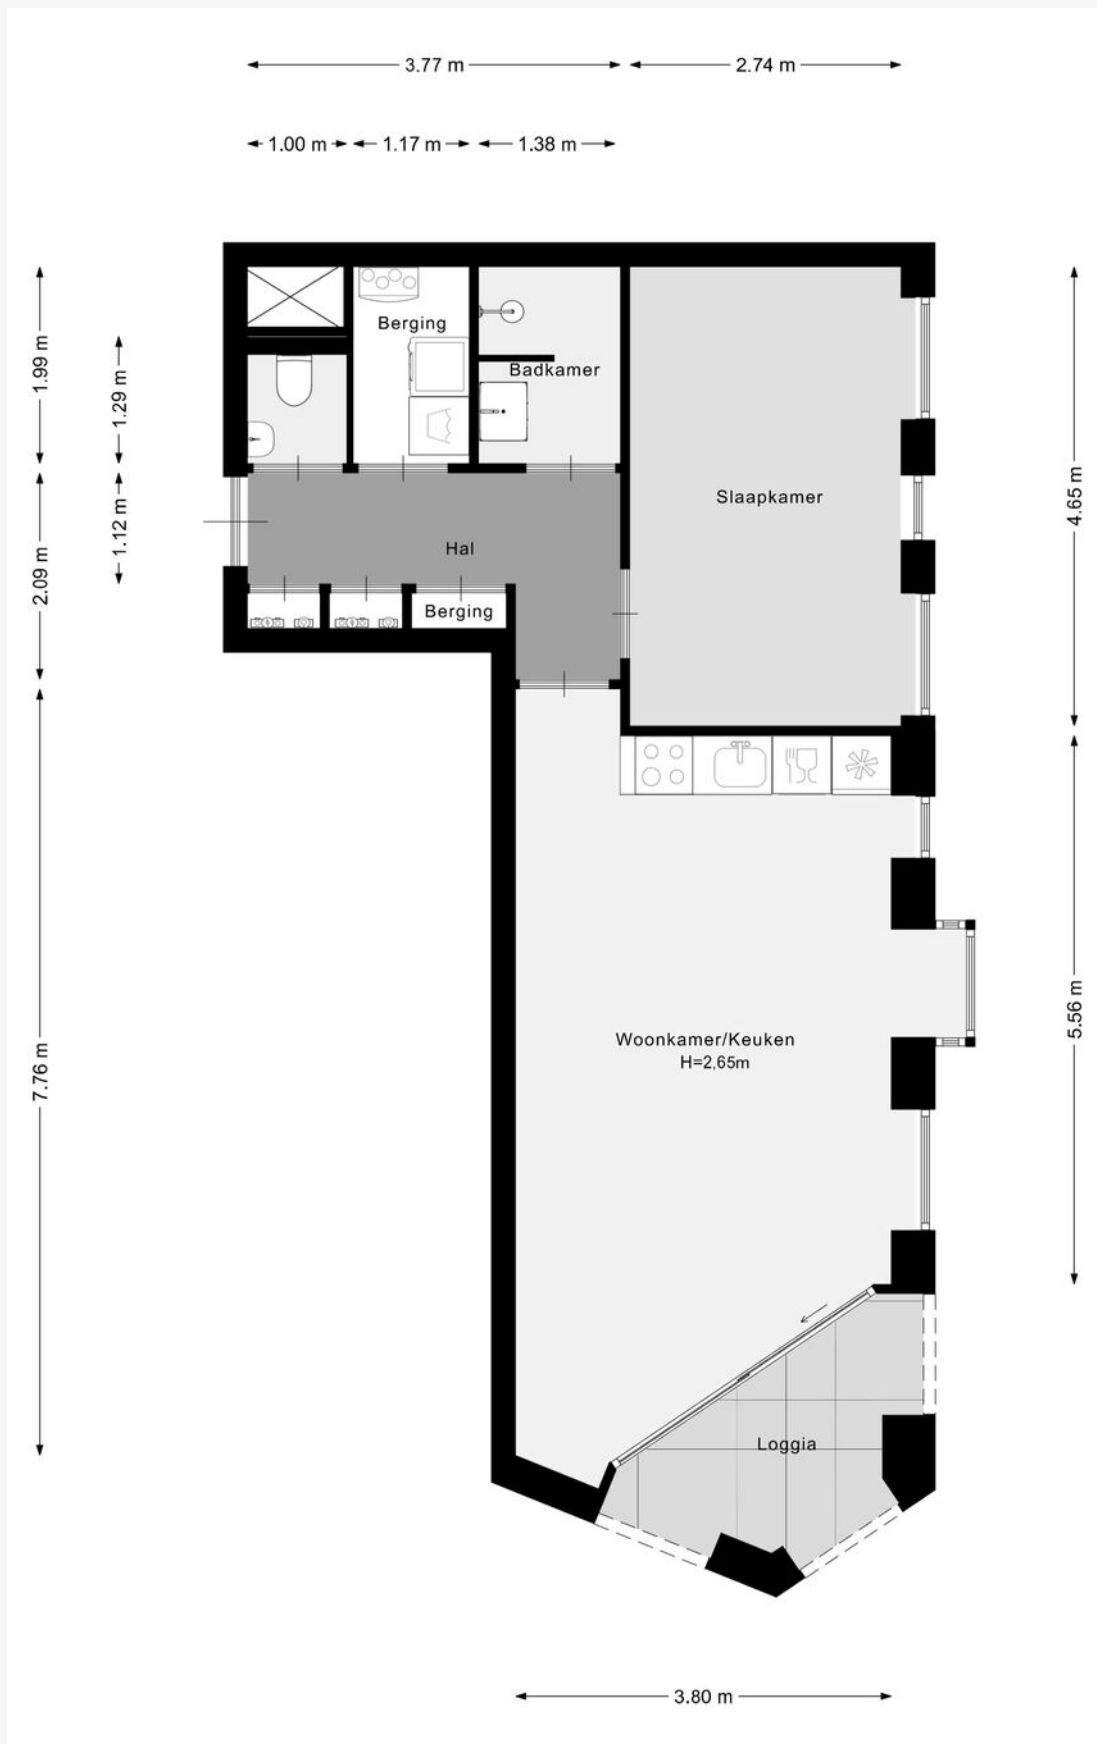 3.77 m
2.74 m
1.00 m
1.17 m
1.38 m
1.99 m
1.29 m
1.12 m
2.09 m
7.76 m
4.65 m
5.56 m
Berging
Badkamer
Slaapkamer
Hal
Berging
Woonkamer/Keuken
H=2,65m
Loggia
3.80 m